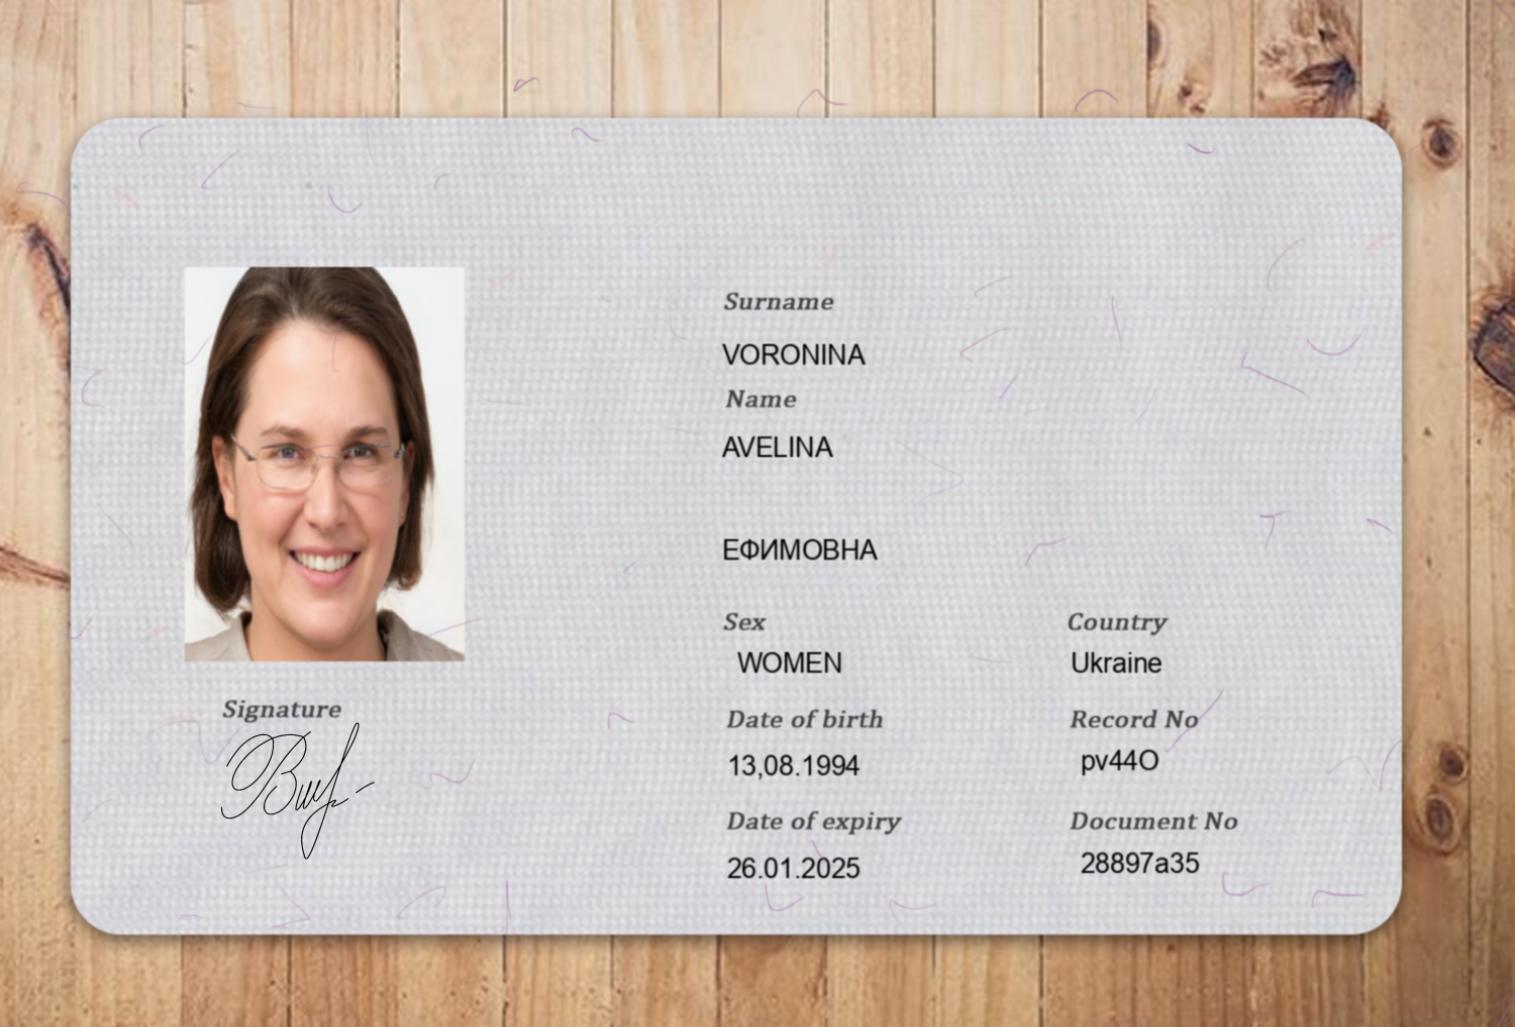 Surname
VORONINA
Name
AVELINA
ЕФИМОВНА
Sex
WOMEN
Country
Ukraine
Date of birth
13,08.1994
Record No
pv44O
Date of expiry
26.01.2025
Document No
28897a35
Signature